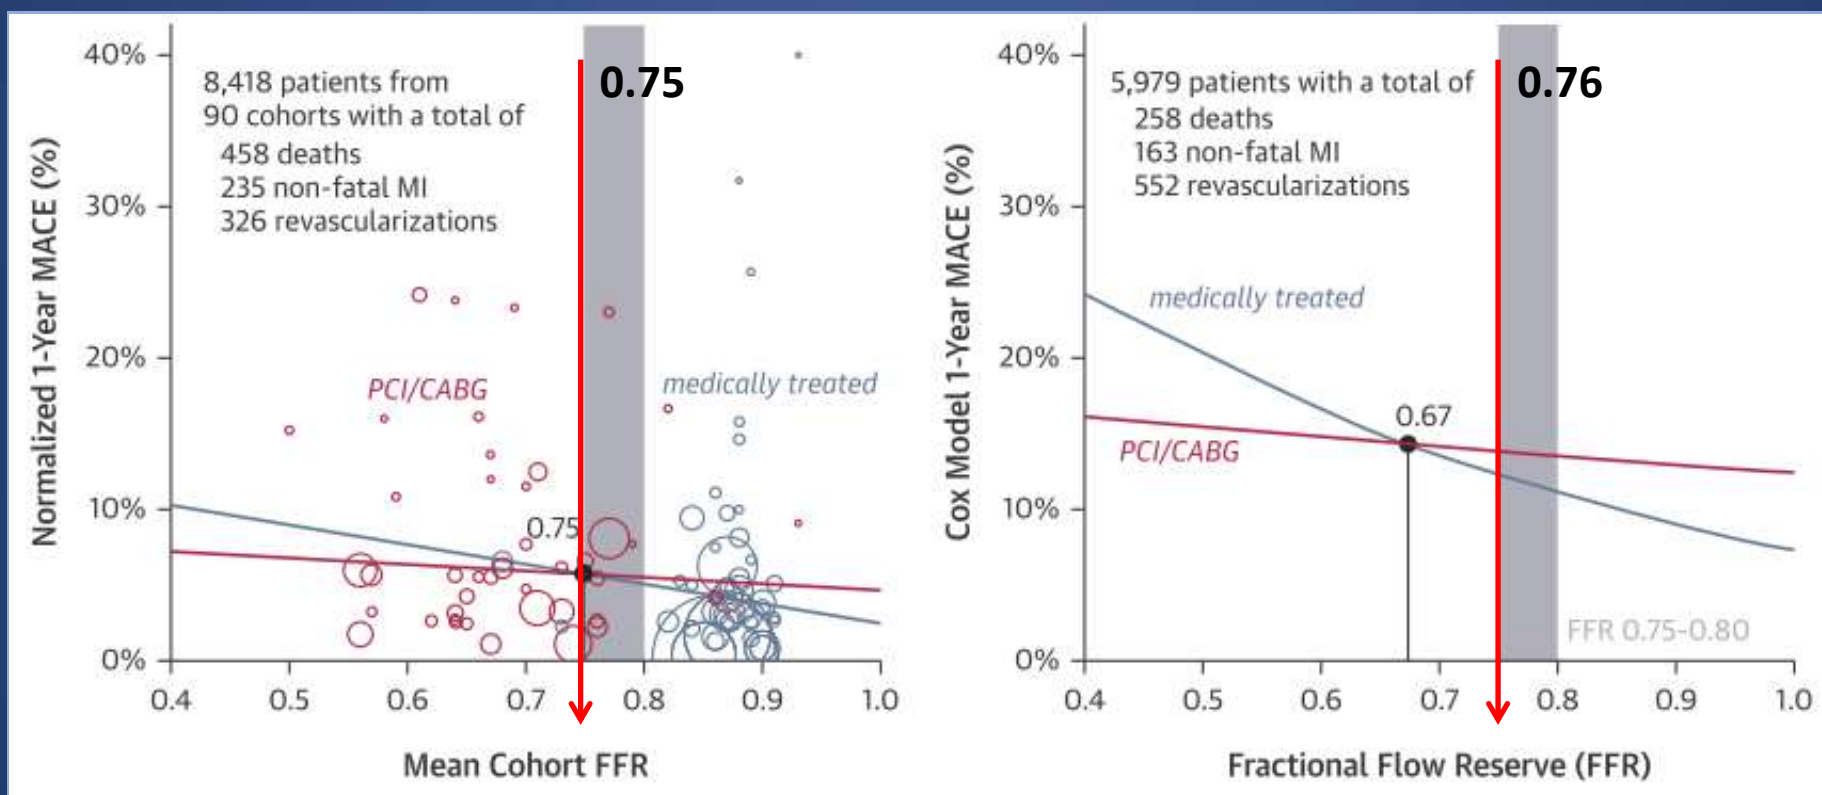 40%
30%
20%
10%
0%
Normalized 1-Year MACE (%)
8,418 patients from
90 cohorts with a total of
458 deaths
235 non-fatal MI
326 revascularizations
0.75
PCI/CABG
medically treated
0.75
0.4 0.5 0.6 0.7 0.8 0.9 1.0
Mean Cohort FFR
40%
30%
20%
10%
0%
Cox Model 1-Year MACE (%)
5,979 patients with a total of
258 deaths
163 non-fatal MI
552 revascularizations
0.76
medically treated
0.67
PCI/CABG
FFR 0.75-0.80
0.4 0.5 0.6 0.7 0.8 0.9 1.0
Fractional Flow Reserve (FFR)